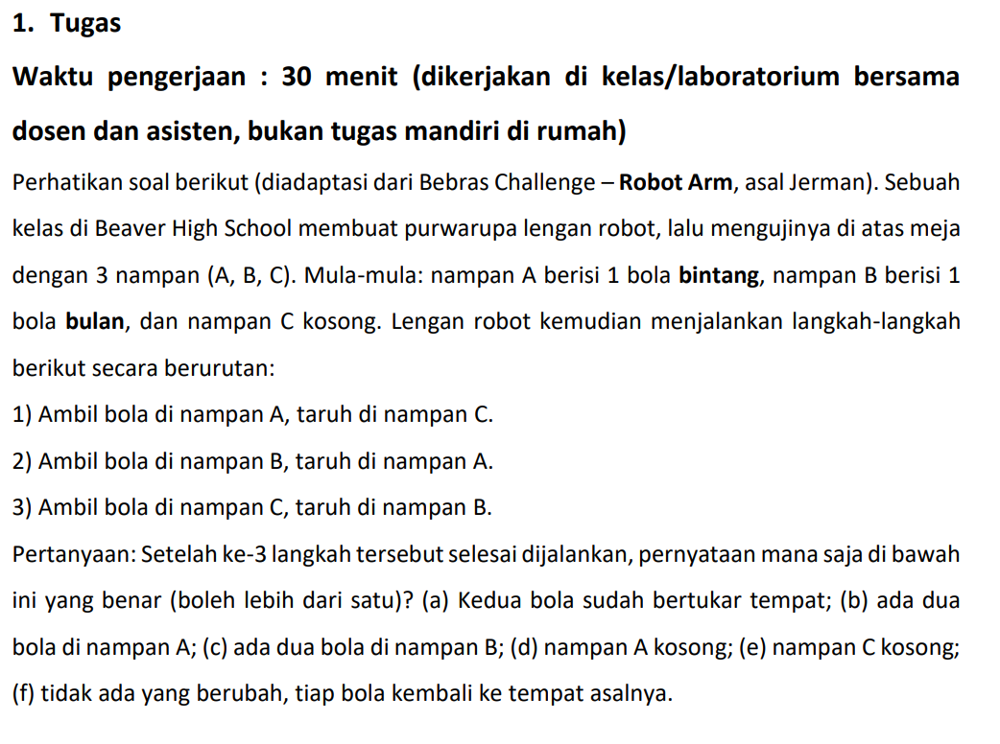 1. Tugas
Waktu pengerjaan : 30 menit (dikerjakan di kelas/laboratorium bersama
dosen dan asisten, bukan tugas mandiri di rumah)
Perhatikan soal berikut (diadaptasi dari Bebras Challenge – Robot Arm, asal Jerman). Sebuah
kelas di Beaver High School membuat purwarupa lengan robot, lalu mengujinya di atas meja
dengan 3 nampan (A, B, C). Mula-mula: nampan A berisi 1 bola bintang, nampan B berisi 1
bola bulan, dan nampan C kosong. Lengan robot kemudian menjalankan langkah-langkah
berikut secara berurutan:
1) Ambil bola di nampan A, taruh di nampan C.
2) Ambil bola di nampan B, taruh di nampan A.
3) Ambil bola di nampan C, taruh di nampan B.
Pertanyaan: Setelah ke-3 langkah tersebut selesai dijalankan, pernyataan mana saja di bawah
ini yang benar (boleh lebih dari satu)? (a) Kedua bola sudah bertukar tempat; (b) ada dua
bola di nampan A; (c) ada dua bola di nampan B; (d) nampan A kosong; (e) nampan C kosong;
(f) tidak ada yang berubah, tiap bola kembali ke tempat asalnya.